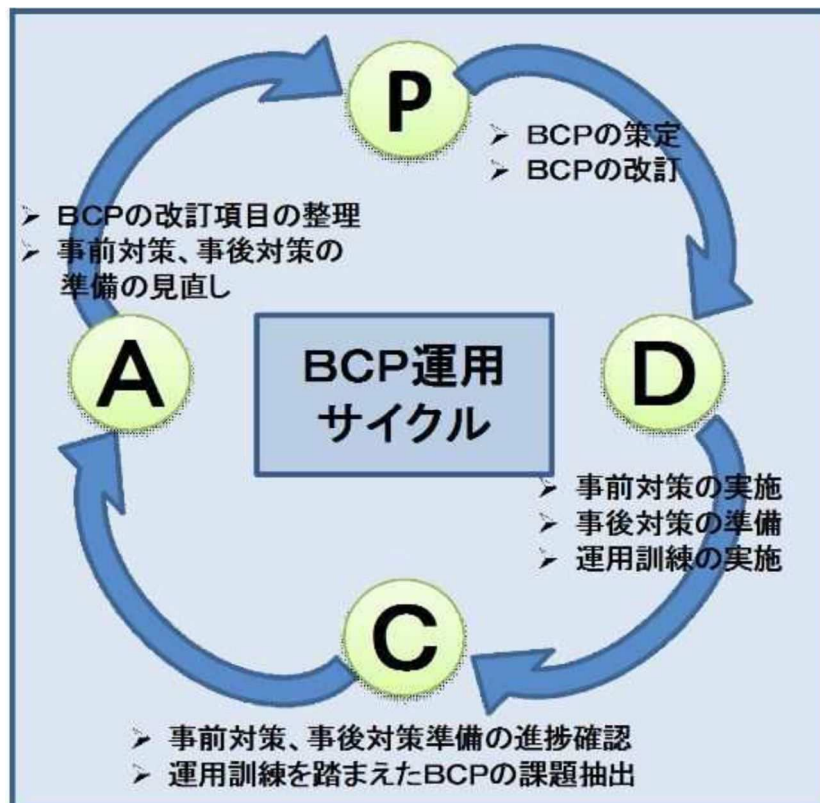 P
➢ BCPの策定
➢ BCPの改訂
➢ BCPの改訂項目の整理
➢ 事前対策、事後対策の
準備の見直し
A
BCP運用
サイクル
D
➢ 事前対策の実施
➢ 事後対策の準備
➢ 運用訓練の実施
C
➢ 事前対策、事後対策準備の進捗確認
➢ 運用訓練を踏まえたBCPの課題抽出